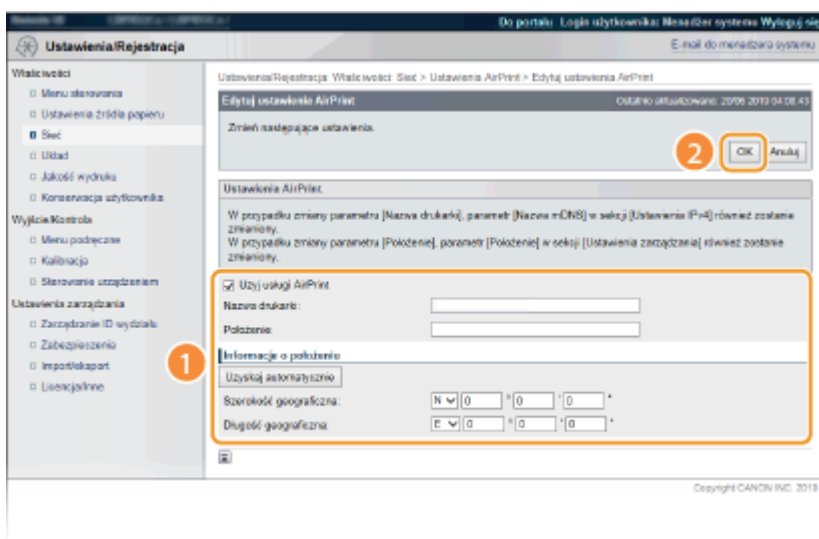 Do portalu Login użytkownika: Menadżer systemu Wyloguj się
Ustawienia/Rejestracja
E-mail do menadżera systemu
Właściwości
Menu sterowania
Ustawienia źródła papieru
Sieć
Układ
Jakość wydruku
Konserwacja użytkownika
Wyjście/Kontrola
Menu podręczne
Kalibracja
Sterowanie urządzeniem
Ustawienia zarządzania
Zarządzanie ID wydziału
Zabezpieczenia
Import/eksport
Licencja/Inne
Ustawienia/Rejestracja: Właściwości: Sieć > Ustawienia AirPrint > Edytuj ustawienia AirPrint
Edytuj ustawienia AirPrint
Ostatnio aktualizowane: 20/06 2019 04:08:43
Zmień następujące ustawienia.
2
OK Anuluj
Ustawienia AirPrint
W przypadku zmiany parametru [Nazwa drukarki], parametr [Nazwa mDNS] w sekcji [Ustawienia IPv4] również zostanie
zmieniony.
W przypadku zmiany parametru [Położenie], parametr [Położenie] w sekcji [Ustawienia zarządzania] również zostanie
zmieniony.
1
Użyj usługi AirPrint
Nazwa drukarki:
Położenie:
Informacje o położeniu
Uzyskaj automatycznie
Szerokość geograficzna: N 0 ° 0 ' 0 "
Długość geograficzna: E 0 ° 0 ' 0 "
Copyright CANON INC. 2019